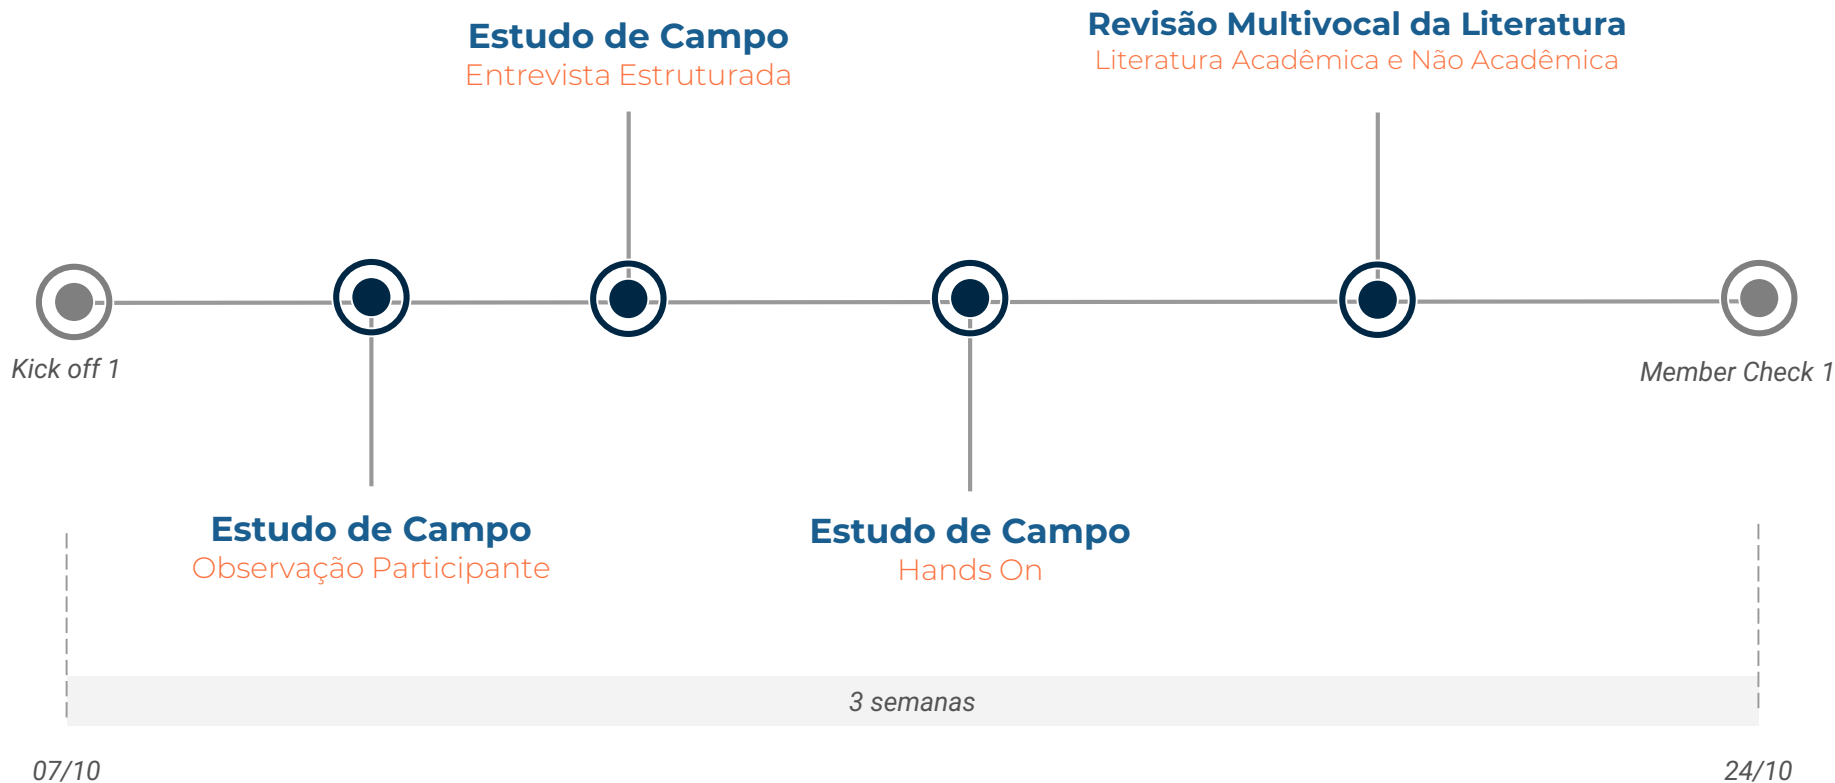 Estudo de Campo
Entrevista Estruturada
Revisão Multivocal da Literatura
Literatura Acadêmica e Não Acadêmica
Kick off 1
Member Check 1
Estudo de Campo
Observação Participante
Estudo de Campo
Hands On
3 semanas
07/10
24/10